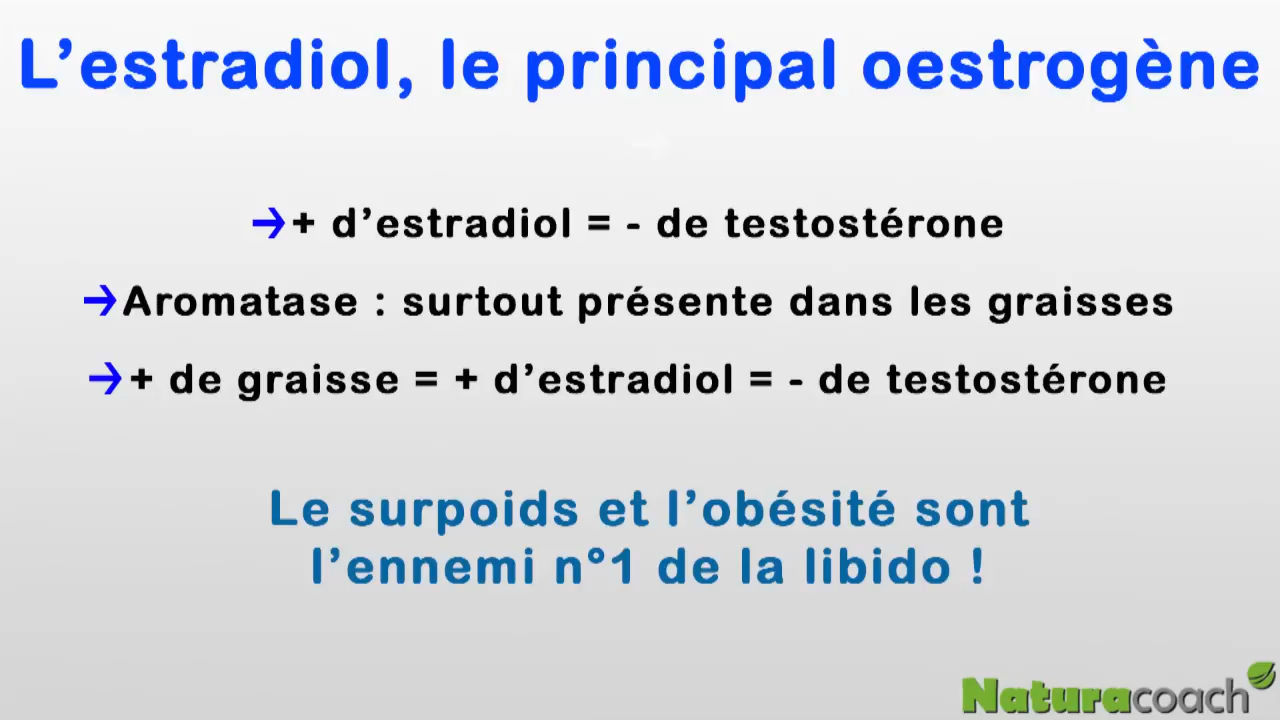 L’estradiol, le principal oestrogène
→+ d’estradiol = - de testostérone
→Aromatase : surtout présente dans les graisses
→+ de graisse = + d’estradiol = - de testostérone
Le surpoids et l’obésité sont
l’ennemi n°1 de la libido !
Naturacoach